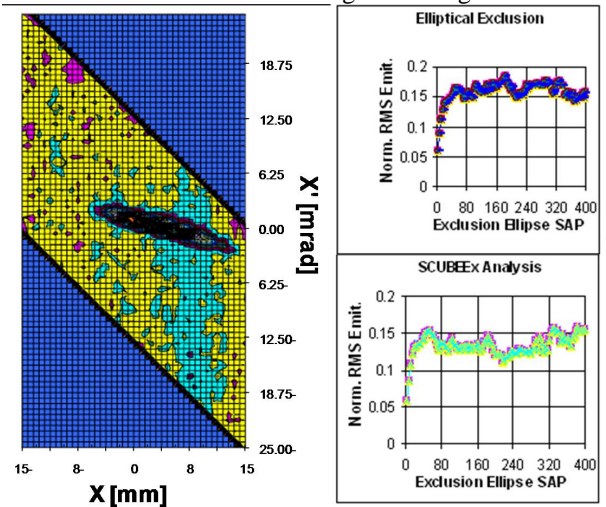 18.75
12.50
6.25
0.00
6.25-
12.50-
18.75-
25.00-
X' [mrad]
15- 8- 0 8 15
X [mm]
Elliptical Exclusion
Norm. RMS Emit.
0.2
0.15
0.1
0.05
0
0 80 160 240 320 400
Exclusion Ellipse SAP
SCUBEEx Analysis
Norm. RMS Emit.
0.2
0.15
0.1
0.05
0
0 80 160 240 320 400
Exclusion Ellipse SAP